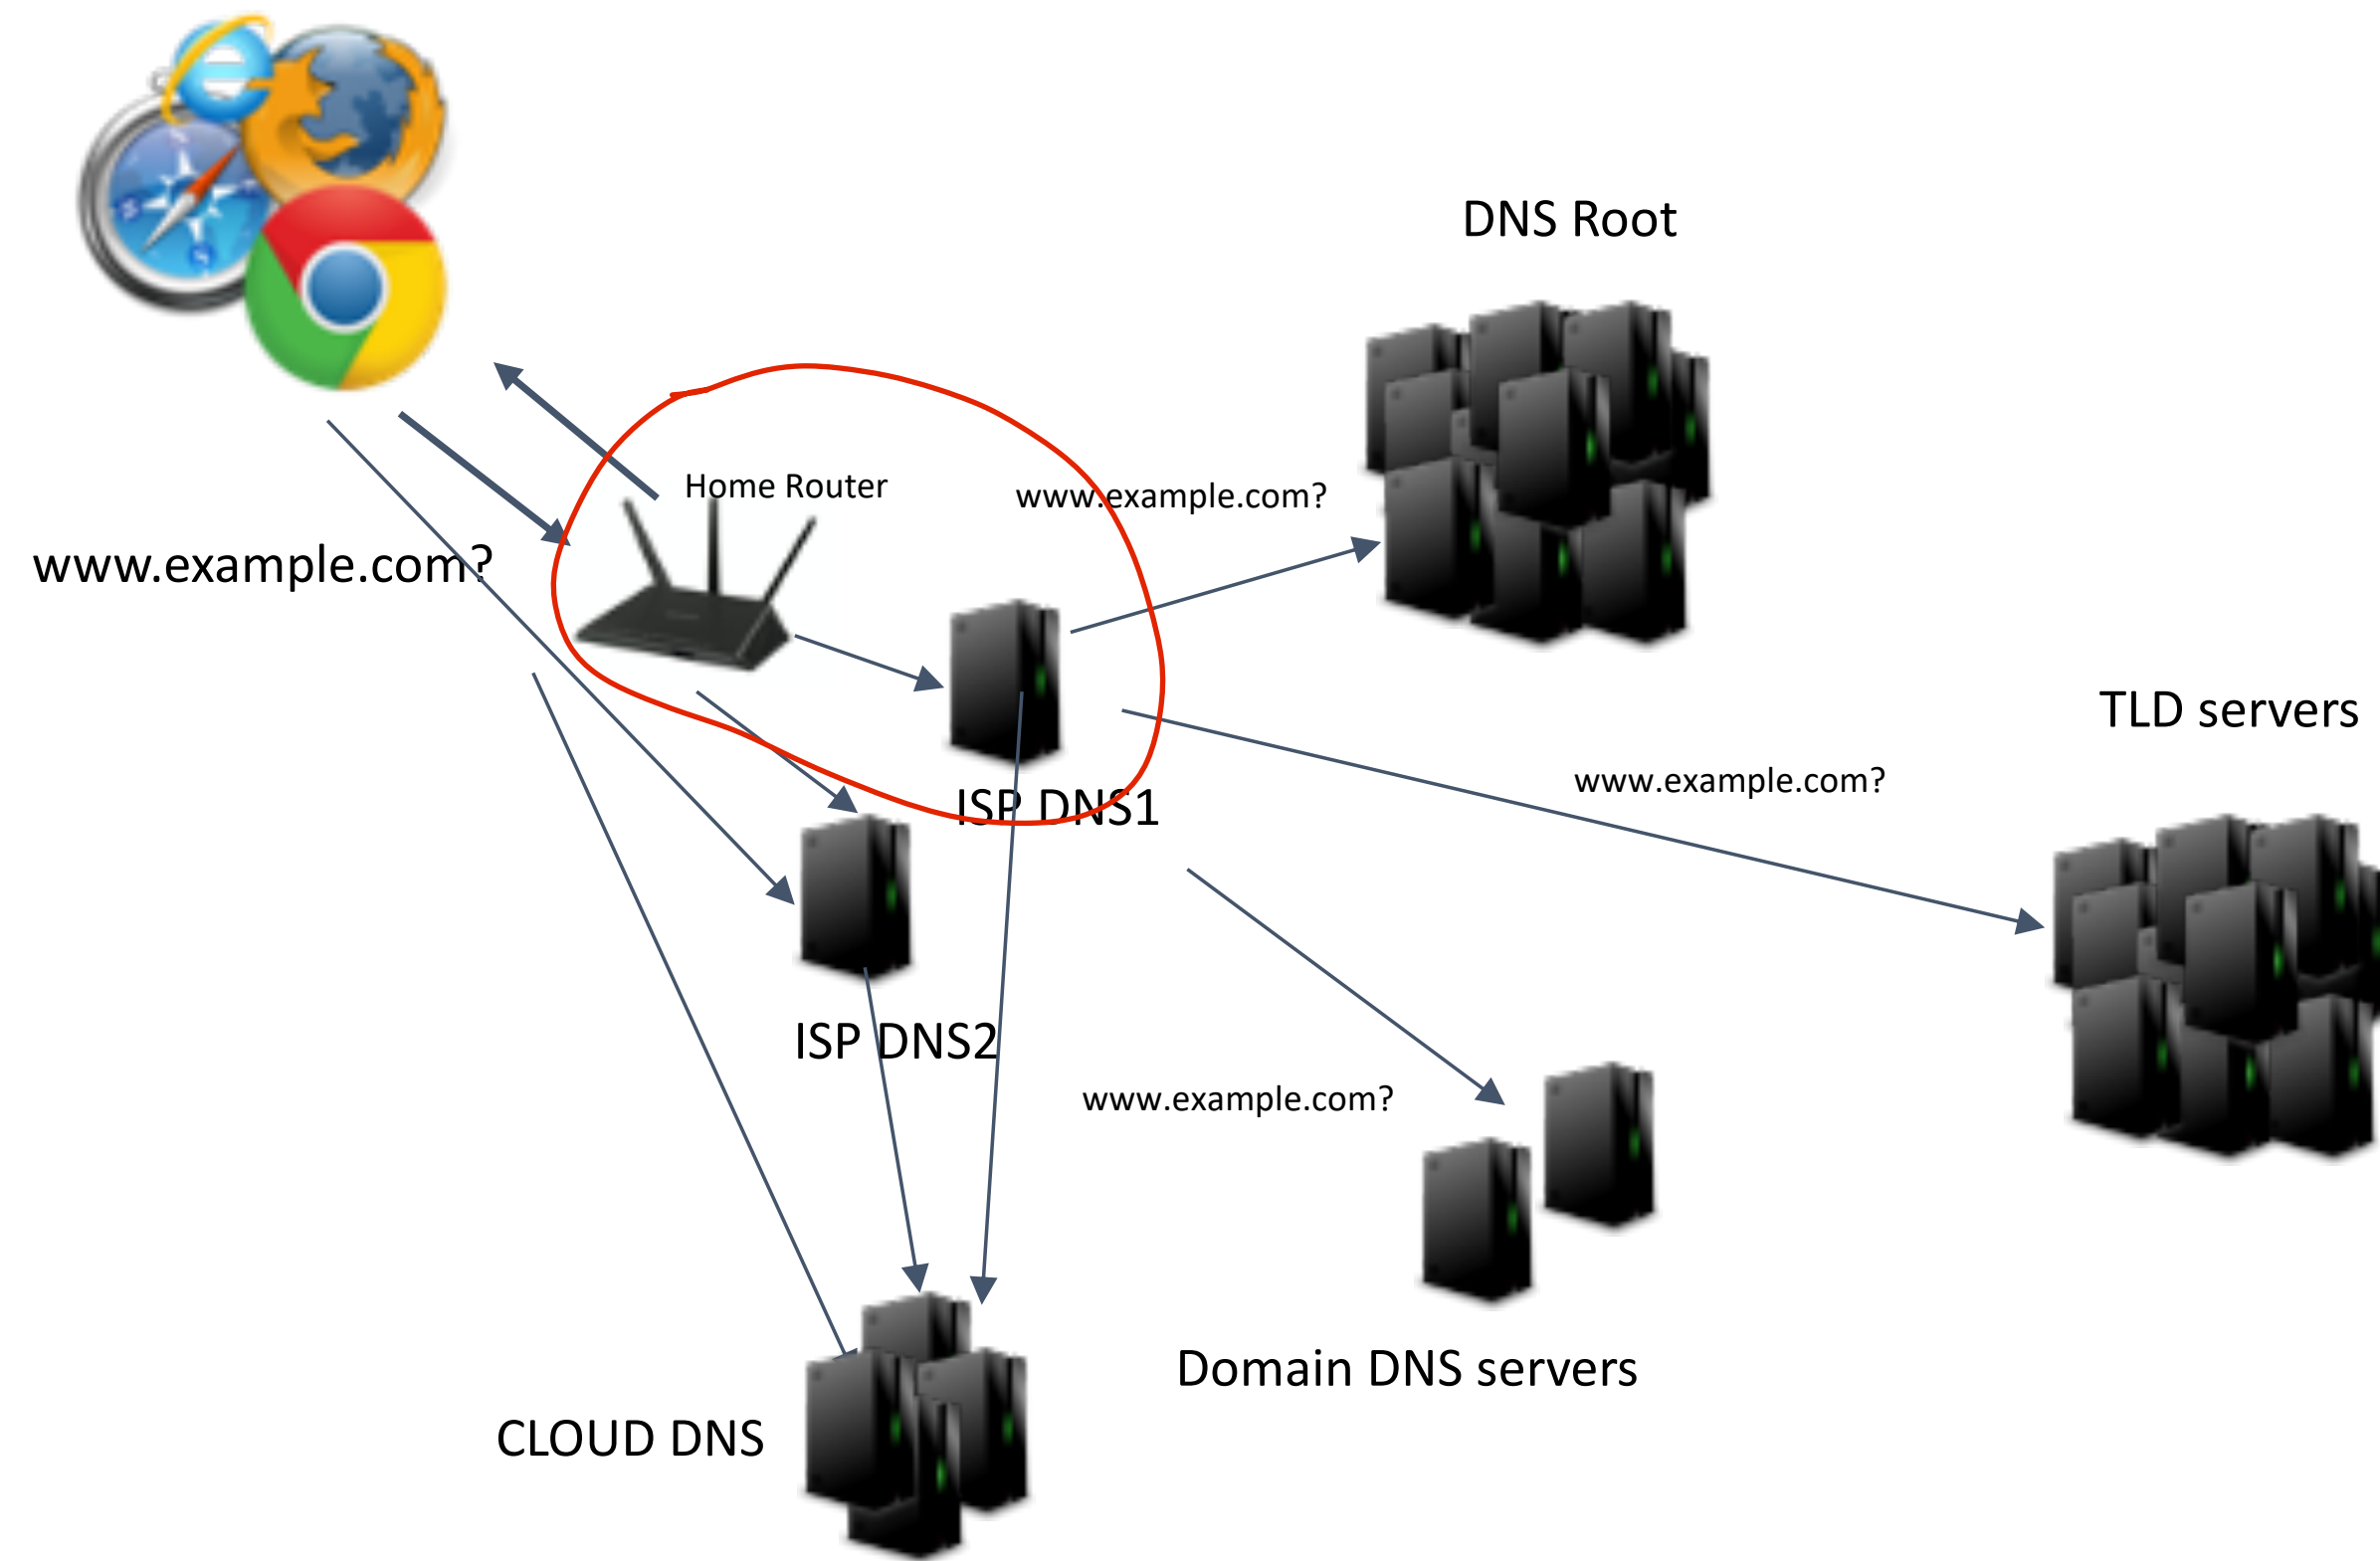 DNS Root
Home Router
www.example.com?
www.example.com?
TLD servers
www.example.com?
ISP DNS1
ISP DNS2
www.example.com?
Domain DNS servers
CLOUD DNS